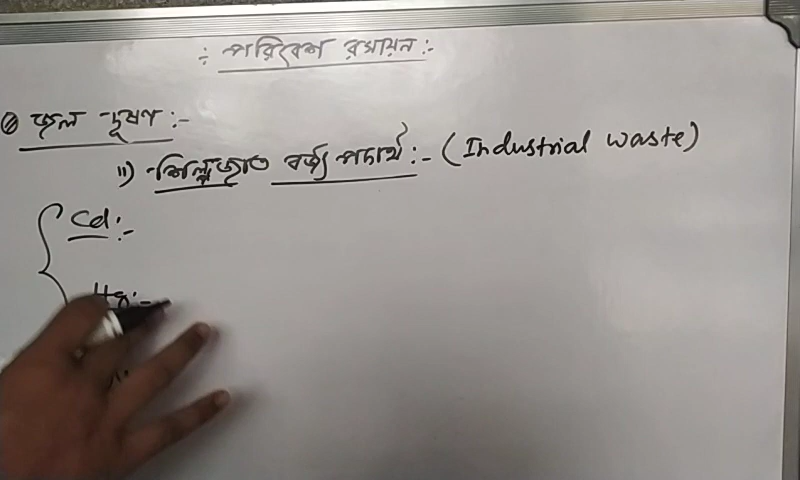 ÷ পরিবেশ রসায়ন :-
জল দূষণ :-
ii) শিল্পজাত বর্জ্য পদার্থ :- (Industrial waste)
Cd :-
Hg :-